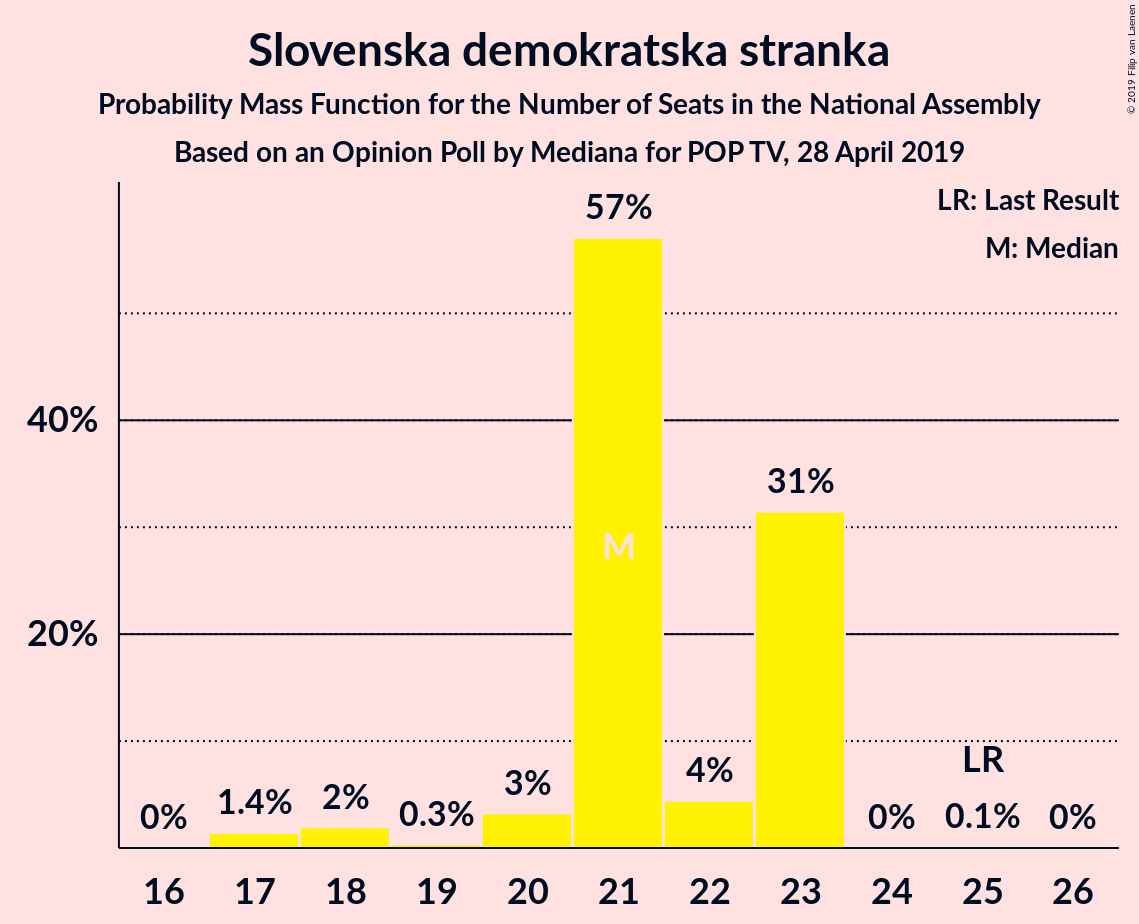 Slovenska demokratska stranka
Probability Mass Function for the Number of Seats in the National Assembly
Based on an Opinion Poll by Mediana for POP TV, 28 April 2019
© 2019 Filip van Laenen
LR: Last Result
M: Median
57%
40%
31%
M
20%
LR
0%
1.4%
2%
0.3%
3%
4%
0%
0.1%
0%
16 17 18 19 20 21 22 23 24 25 26